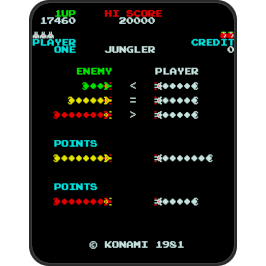 1UP HI SCORE
17460 20000
PLAYER CREDIT
ONE JUNGLER 0
ENEMY PLAYER
<
=
>
POINTS
POINTS
© KONAMI 1981